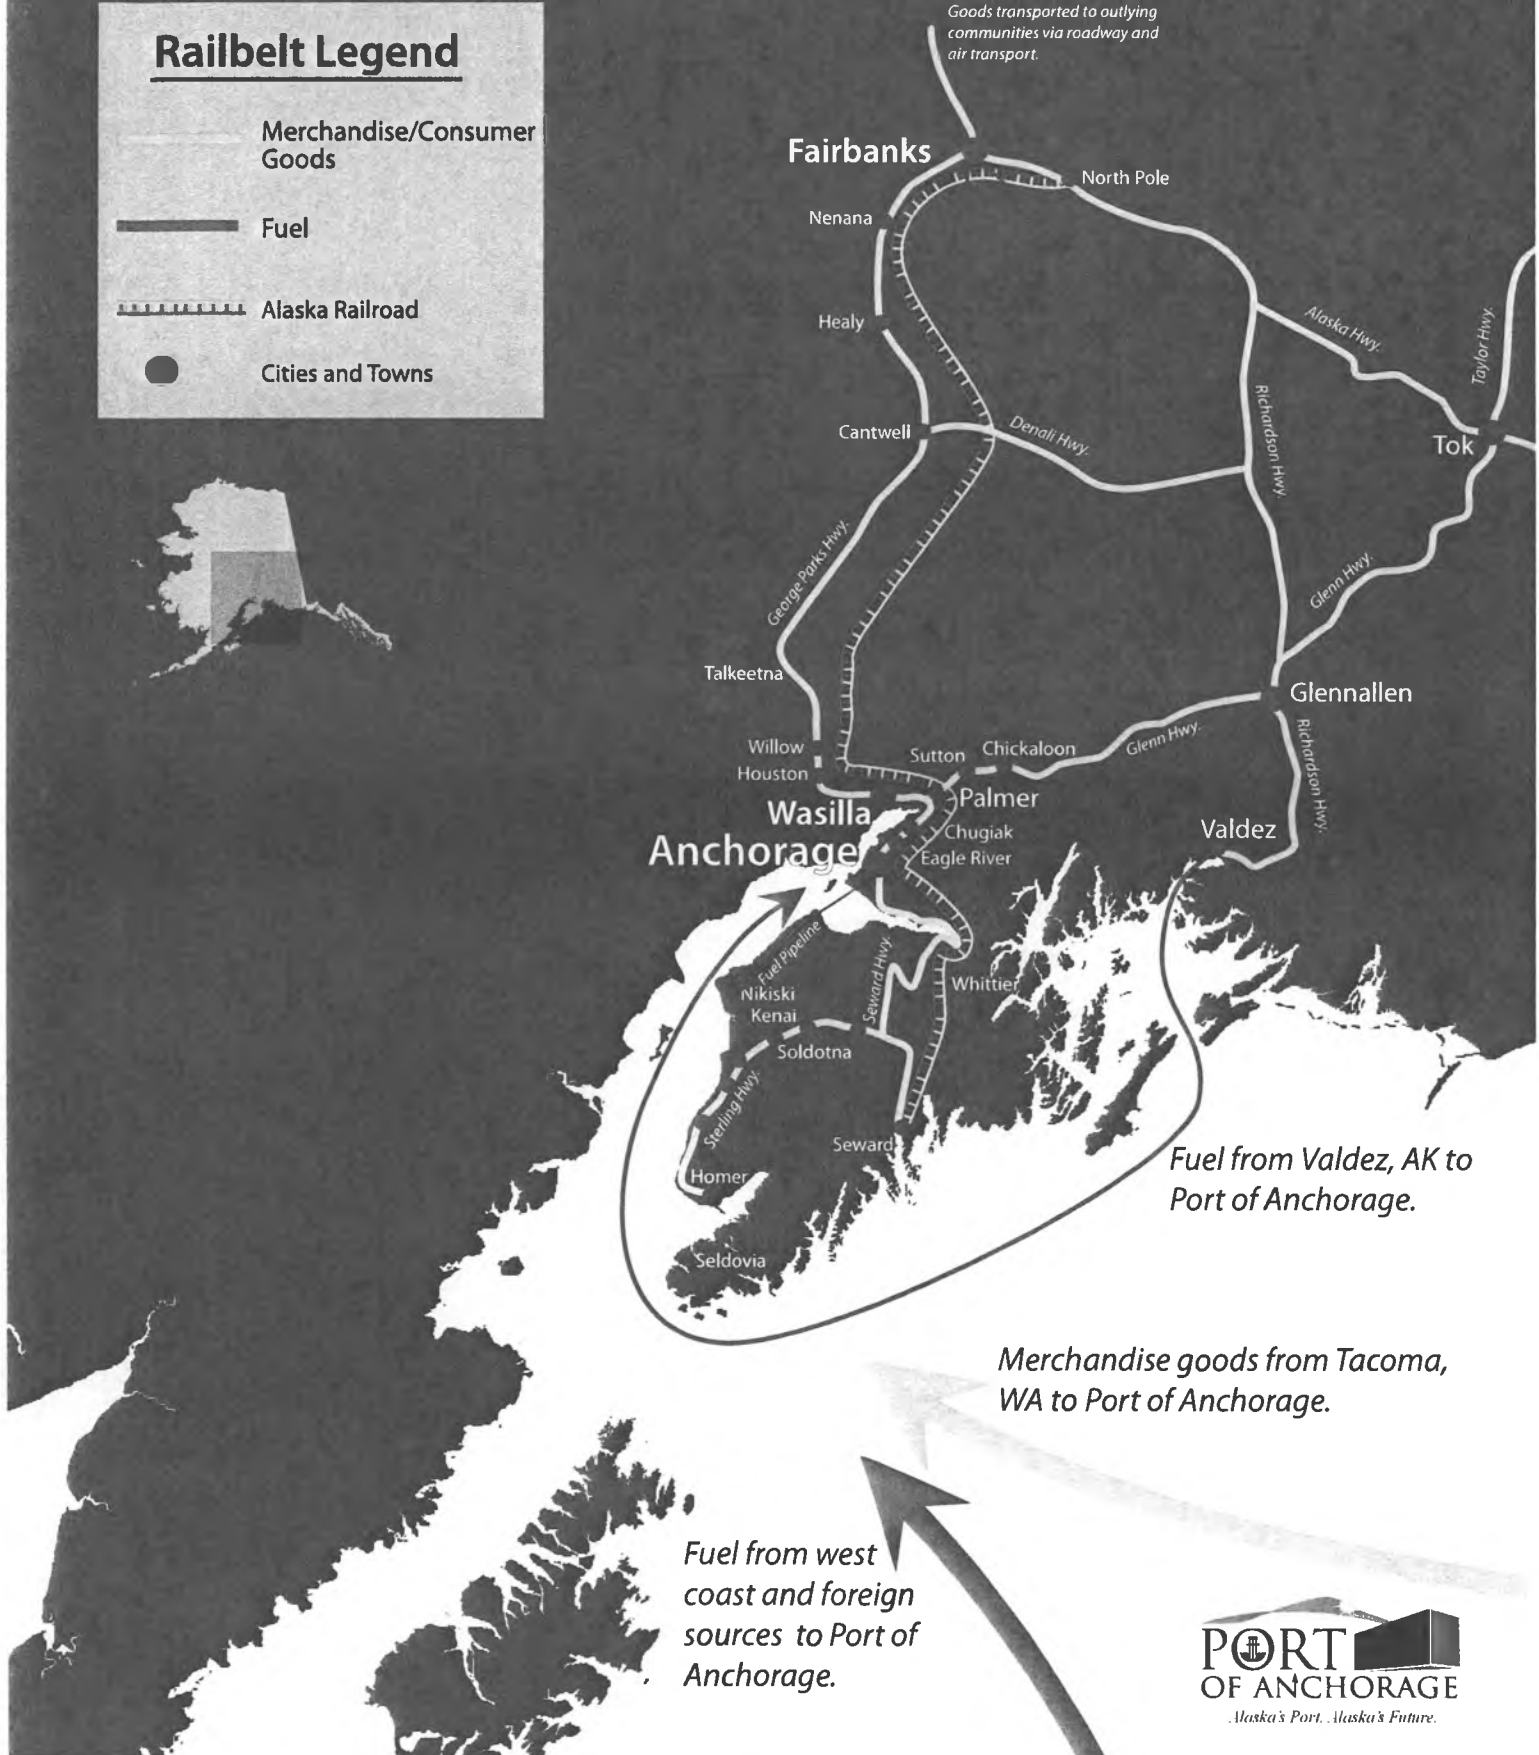 Railbelt Legend
Merchandise/Consumer
Goods
Fuel
Alaska Railroad
Cities and Towns
Goods transported to outlying
communities via roadway and
air transport.
Fairbanks
North Pole
Nenana
Healy
Alaska Hwy.
Taylor Hwy.
Cantwell
Denali Hwy.
Richardson Hwy.
Tok
George Parks Hwy.
Glenn Hwy.
Talkeetna
Glennallen
Willow
Sutton
Chickaloon
Glenn Hwy.
Richardson Hwy.
Houston
Palmer
Wasilla
Chugiak
Valdez
Anchorage
Eagle River
Fuel Pipeline
Seward Hwy.
Whittier
Nikiski
Kenai
Soldotna
Sterling Hwy.
Seward
Homer
Seldovia
Fuel from Valdez, AK to
Port of Anchorage.
Merchandise goods from Tacoma,
WA to Port of Anchorage.
Fuel from west
coast and foreign
sources to Port of
Anchorage.
PORT
OF ANCHORAGE
Alaska's Port. Alaska's Future.